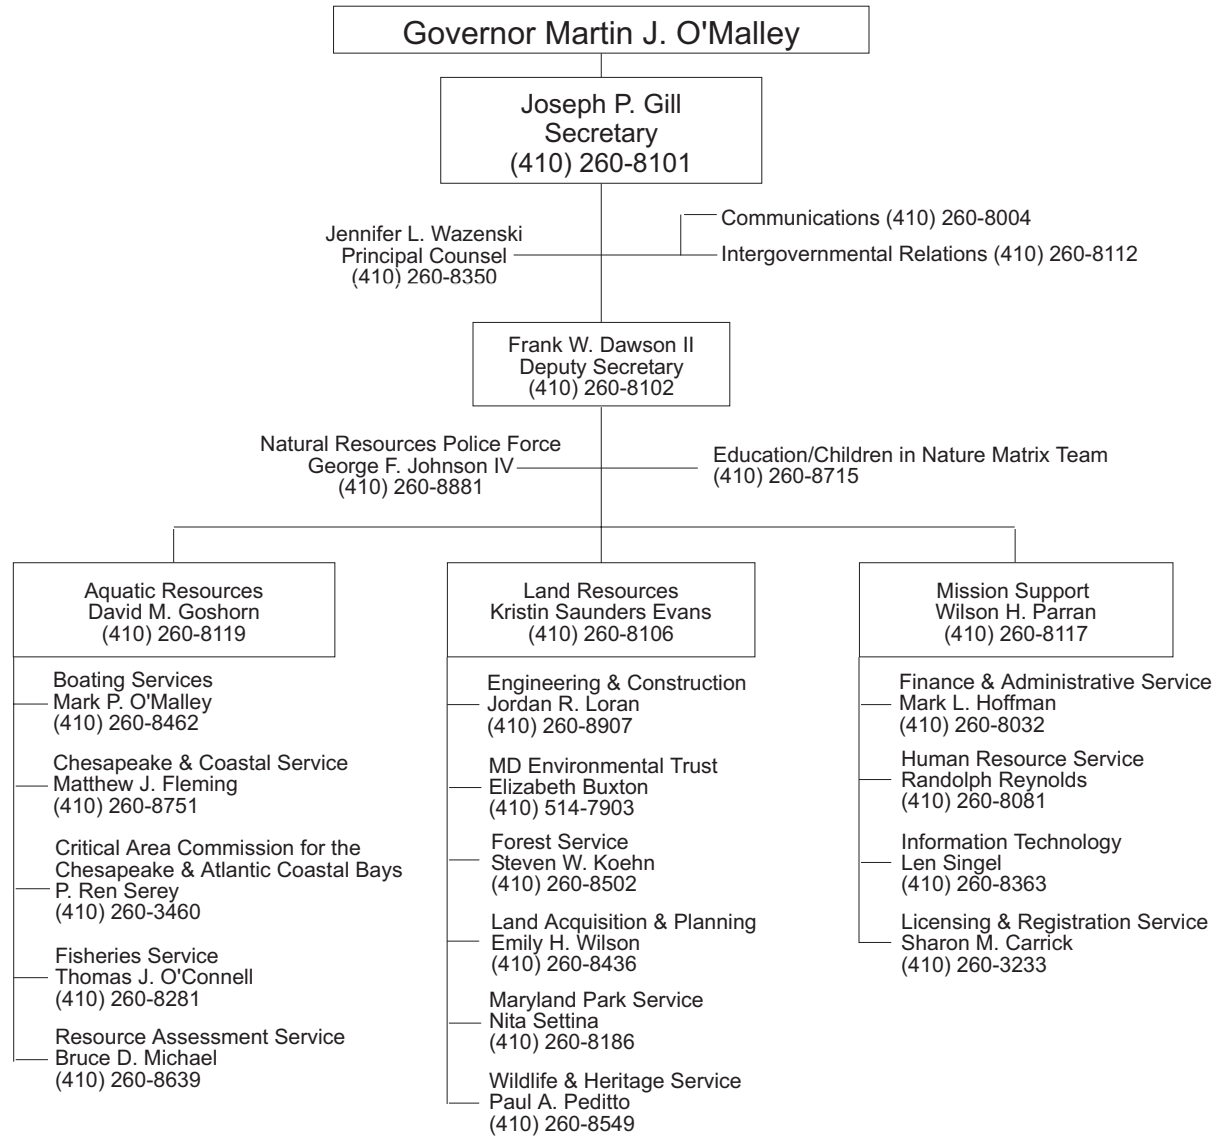 Governor Martin J. O'Malley
Joseph P. Gill
Secretary
(410) 260-8101
Jennifer L. Wazenski
Principal Counsel
(410) 260-8350
Communications (410) 260-8004
Intergovernmental Relations (410) 260-8112
Frank W. Dawson II
Deputy Secretary
(410) 260-8102
Natural Resources Police Force
George F. Johnson IV
(410) 260-8881
Education/Children in Nature Matrix Team
(410) 260-8715
Aquatic Resources
David M. Goshorn
(410) 260-8119
Boating Services
Mark P. O'Malley
(410) 260-8462
Chesapeake & Coastal Service
Matthew J. Fleming
(410) 260-8751
Critical Area Commission for the
Chesapeake & Atlantic Coastal Bays
P. Ren Serey
(410) 260-3460
Fisheries Service
Thomas J. O'Connell
(410) 260-8281
Resource Assessment Service
Bruce D. Michael
(410) 260-8639
Land Resources
Kristin Saunders Evans
(410) 260-8106
Engineering & Construction
Jordan R. Loran
(410) 260-8907
MD Environmental Trust
Elizabeth Buxton
(410) 514-7903
Forest Service
Steven W. Koehn
(410) 260-8502
Land Acquisition & Planning
Emily H. Wilson
(410) 260-8436
Maryland Park Service
Nita Settina
(410) 260-8186
Wildlife & Heritage Service
Paul A. Peditto
(410) 260-8549
Mission Support
Wilson H. Parran
(410) 260-8117
Finance & Administrative Service
Mark L. Hoffman
(410) 260-8032
Human Resource Service
Randolph Reynolds
(410) 260-8081
Information Technology
Len Singel
(410) 260-8363
Licensing & Registration Service
Sharon M. Carrick
(410) 260-3233